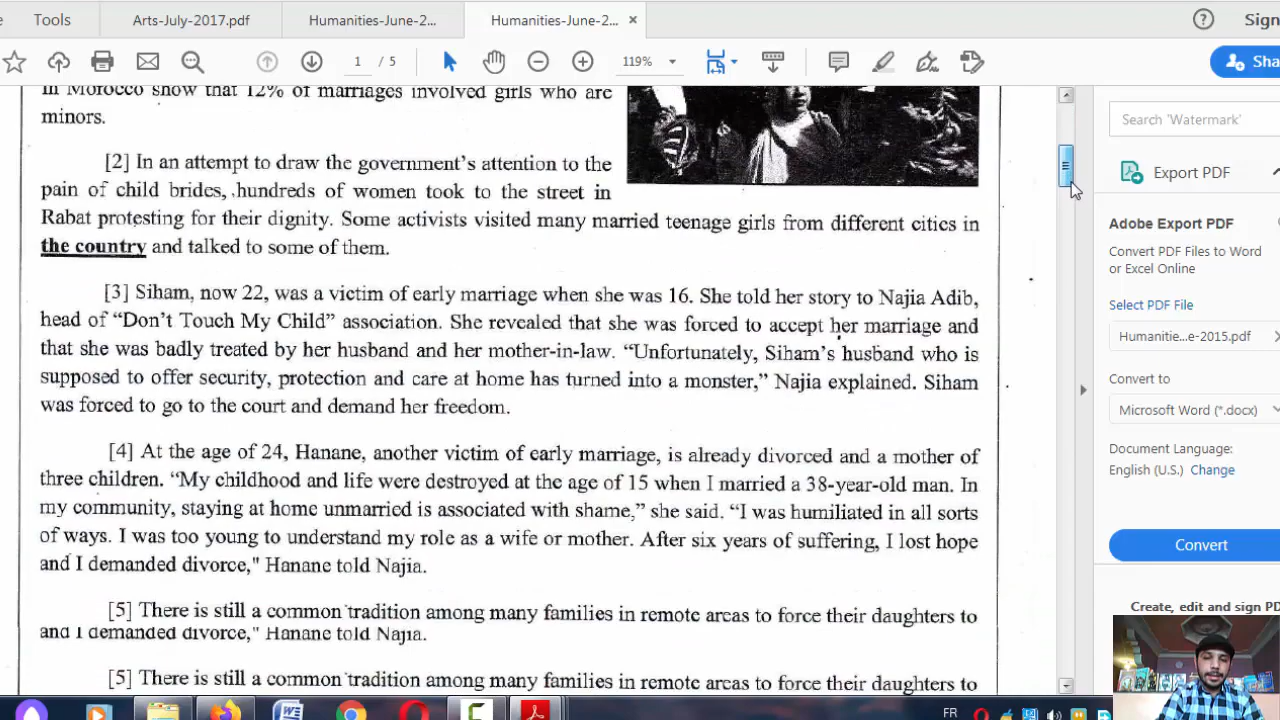 Tools
Arts-July-2017.pdf
Humanities-June-2...
Humanities-June-2...
Sign
1 / 5
119%
Sha
in Morocco show that 12% of marriages involved girls who are
minors.
[2] In an attempt to draw the government's attention to the
pain of child brides, hundreds of women took to the street in
Rabat protesting for their dignity. Some activists visited many married teenage girls from different cities in
the country and talked to some of them.
[3] Siham, now 22, was a victim of early marriage when she was 16. She told her story to Najia Adib,
head of "Don't Touch My Child" association. She revealed that she was forced to accept her marriage and
that she was badly treated by her husband and her mother-in-law. "Unfortunately, Siham's husband who is
supposed to offer security, protection and care at home has turned into a monster," Najia explained. Siham
was forced to go to the court and demand her freedom.
[4] At the age of 24, Hanane, another victim of early marriage, is already divorced and a mother of
three children. "My childhood and life were destroyed at the age of 15 when I married a 38-year-old man. In
my community, staying at home unmarried is associated with shame," she said. "I was humiliated in all sorts
of ways. I was too young to understand my role as a wife or mother. After six years of suffering, I lost hope
and I demanded divorce," Hanane told Najia.
[5] There is still a common tradition among many families in remote areas to force their daughters to
and I demanded divorce," Hanane told Najia.
[5] There is still a common tradition among many families in remote areas to force their daughters to
Search 'Watermark'
Export PDF
Adobe Export PDF
Convert PDF Files to Word
or Excel Online
Select PDF File
Humanitie...e-2015.pdf
Convert to
Microsoft Word (*.docx)
Document Language:
English (U.S.) Change
Convert
Create, edit and sign PD
FR